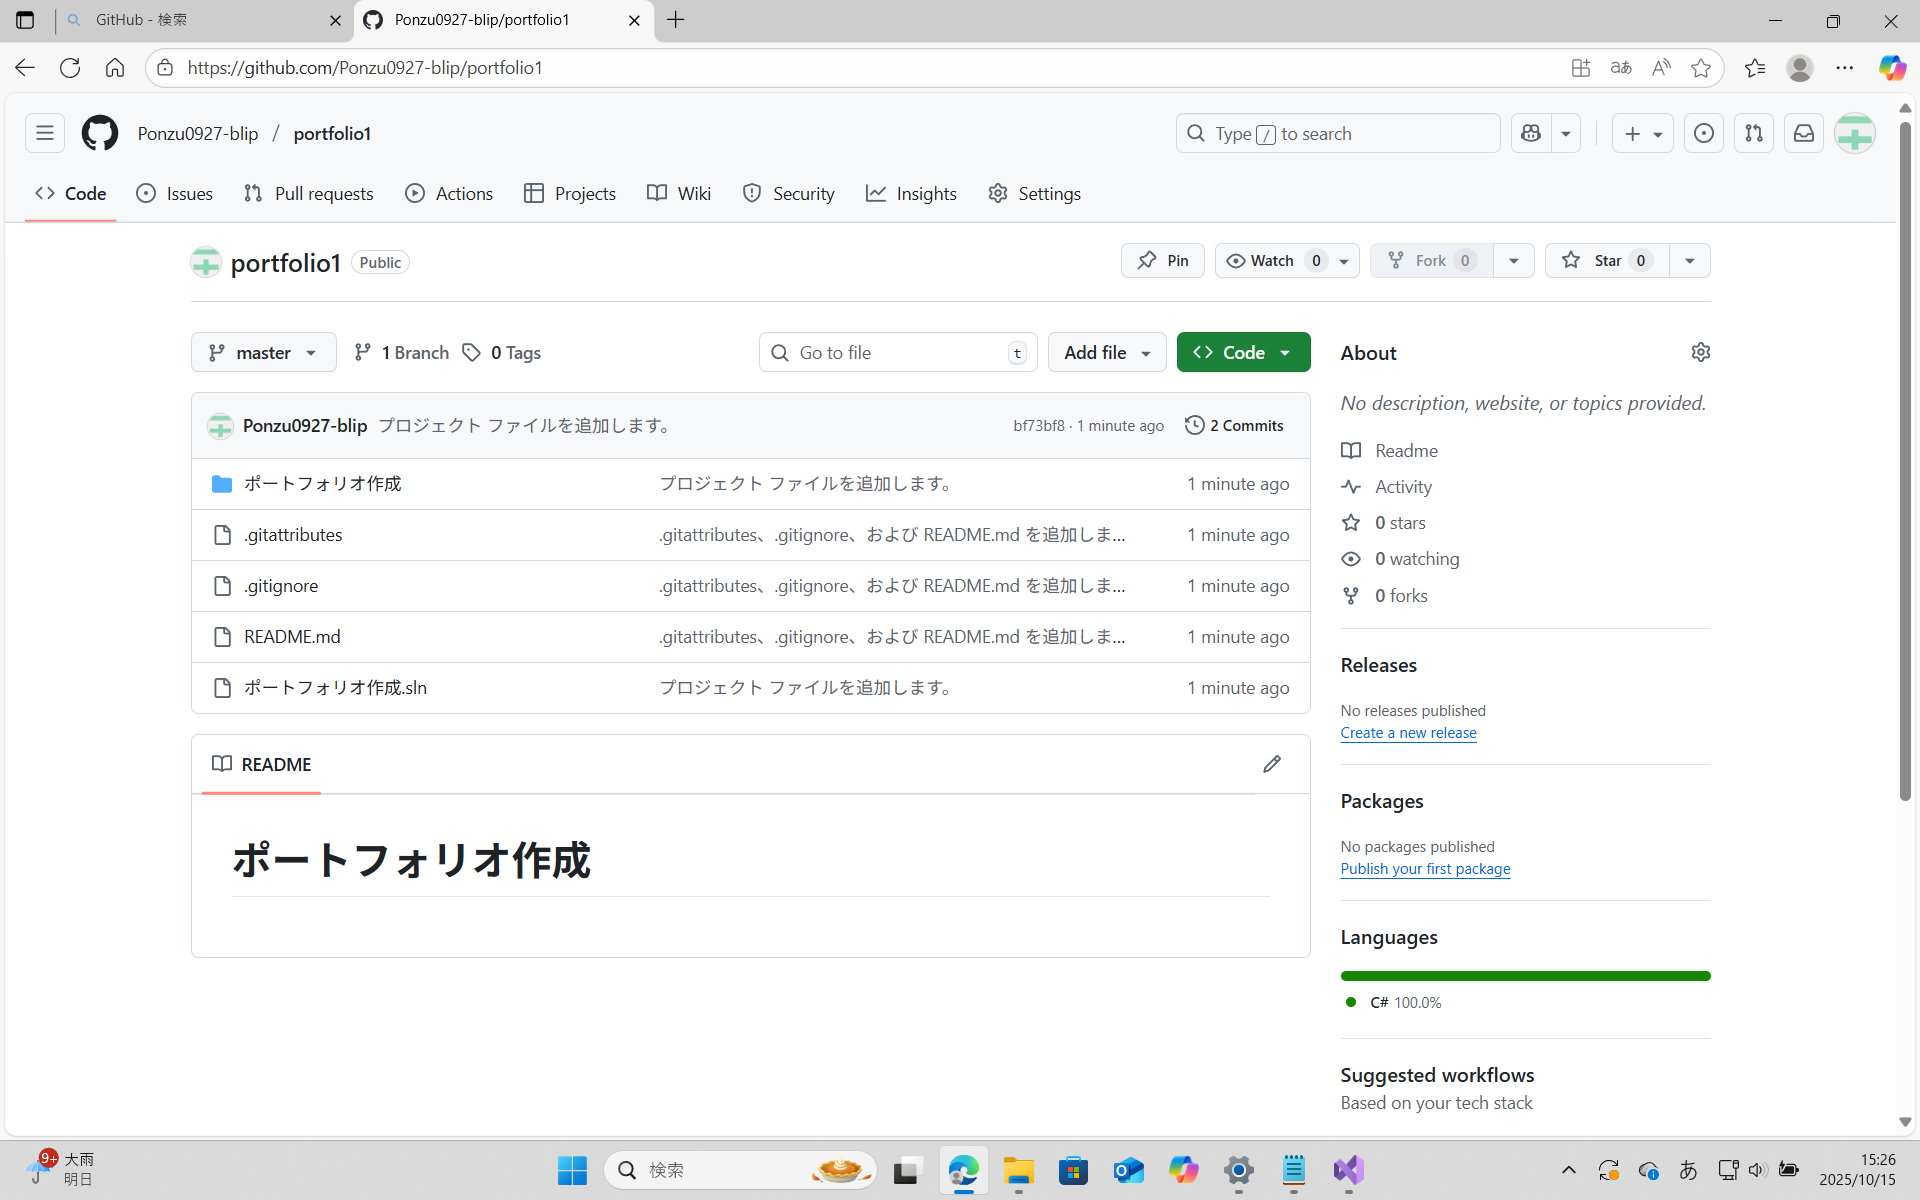 GitHub - 検索
Ponzu0927-blip/portfolio1
https://github.com/Ponzu0927-blip/portfolio1
Ponzu0927-blip / portfolio1
Type / to search
Code
Issues
Pull requests
Actions
Projects
Wiki
Security
Insights
Settings
portfolio1 Public
Pin
Watch 0
Fork 0
Star 0
master
1 Branch
0 Tags
Go to file t
Add file
Code
Ponzu0927-blip プロジェクト ファイルを追加します。 bf73bf8 · 1 minute ago 2 Commits
ポートフォリオ作成 プロジェクト ファイルを追加します。 1 minute ago
.gitattributes .gitattributes、.gitignore、および README.md を追加しま... 1 minute ago
.gitignore .gitattributes、.gitignore、および README.md を追加しま... 1 minute ago
README.md .gitattributes、.gitignore、および README.md を追加しま... 1 minute ago
ポートフォリオ作成.sln プロジェクト ファイルを追加します。 1 minute ago
README
ポートフォリオ作成
About
No description, website, or topics provided.
Readme
Activity
0 stars
0 watching
0 forks
Releases
No releases published
Create a new release
Packages
No packages published
Publish your first package
Languages
C# 100.0%
Suggested workflows
Based on your tech stack
9+
大雨
明日
検索
あ
15:26
2025/10/15